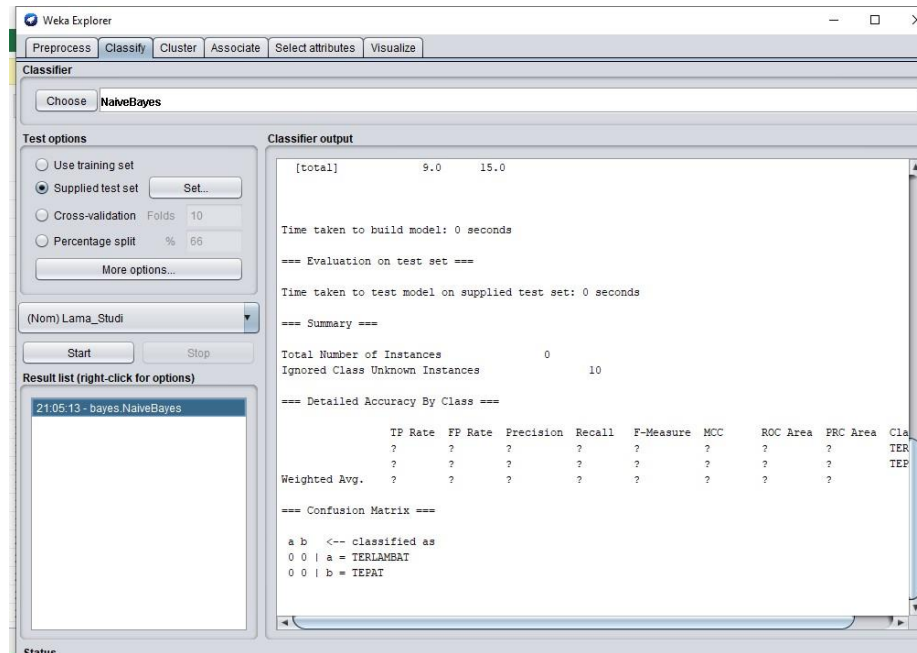 Weka Explorer
Preprocess Classify Cluster Associate Select attributes Visualize
Classifier
Choose NaiveBayes
Test options
Use training set
Supplied test set Set...
Cross-validation Folds 10
Percentage split % 66
More options...
(Nom) Lama_Studi
Start Stop
Result list (right-click for options)
21:05:13 - bayes.NaiveBayes
Classifier output
[total] 9.0 15.0
Time taken to build model: 0 seconds
=== Evaluation on test set ===
Time taken to test model on supplied test set: 0 seconds
=== Summary ===
Total Number of Instances 0
Ignored Class Unknown Instances 10
=== Detailed Accuracy By Class ===
TP Rate FP Rate Precision Recall F-Measure MCC ROC Area PRC Area Cla
? ? ? ? ? ? ? ? TER
? ? ? ? ? ? ? ? TEP
Weighted Avg. ? ? ? ? ? ? ? ?
=== Confusion Matrix ===
a b <-- classified as
0 0 | a = TERLAMBAT
0 0 | b = TEPAT
Status